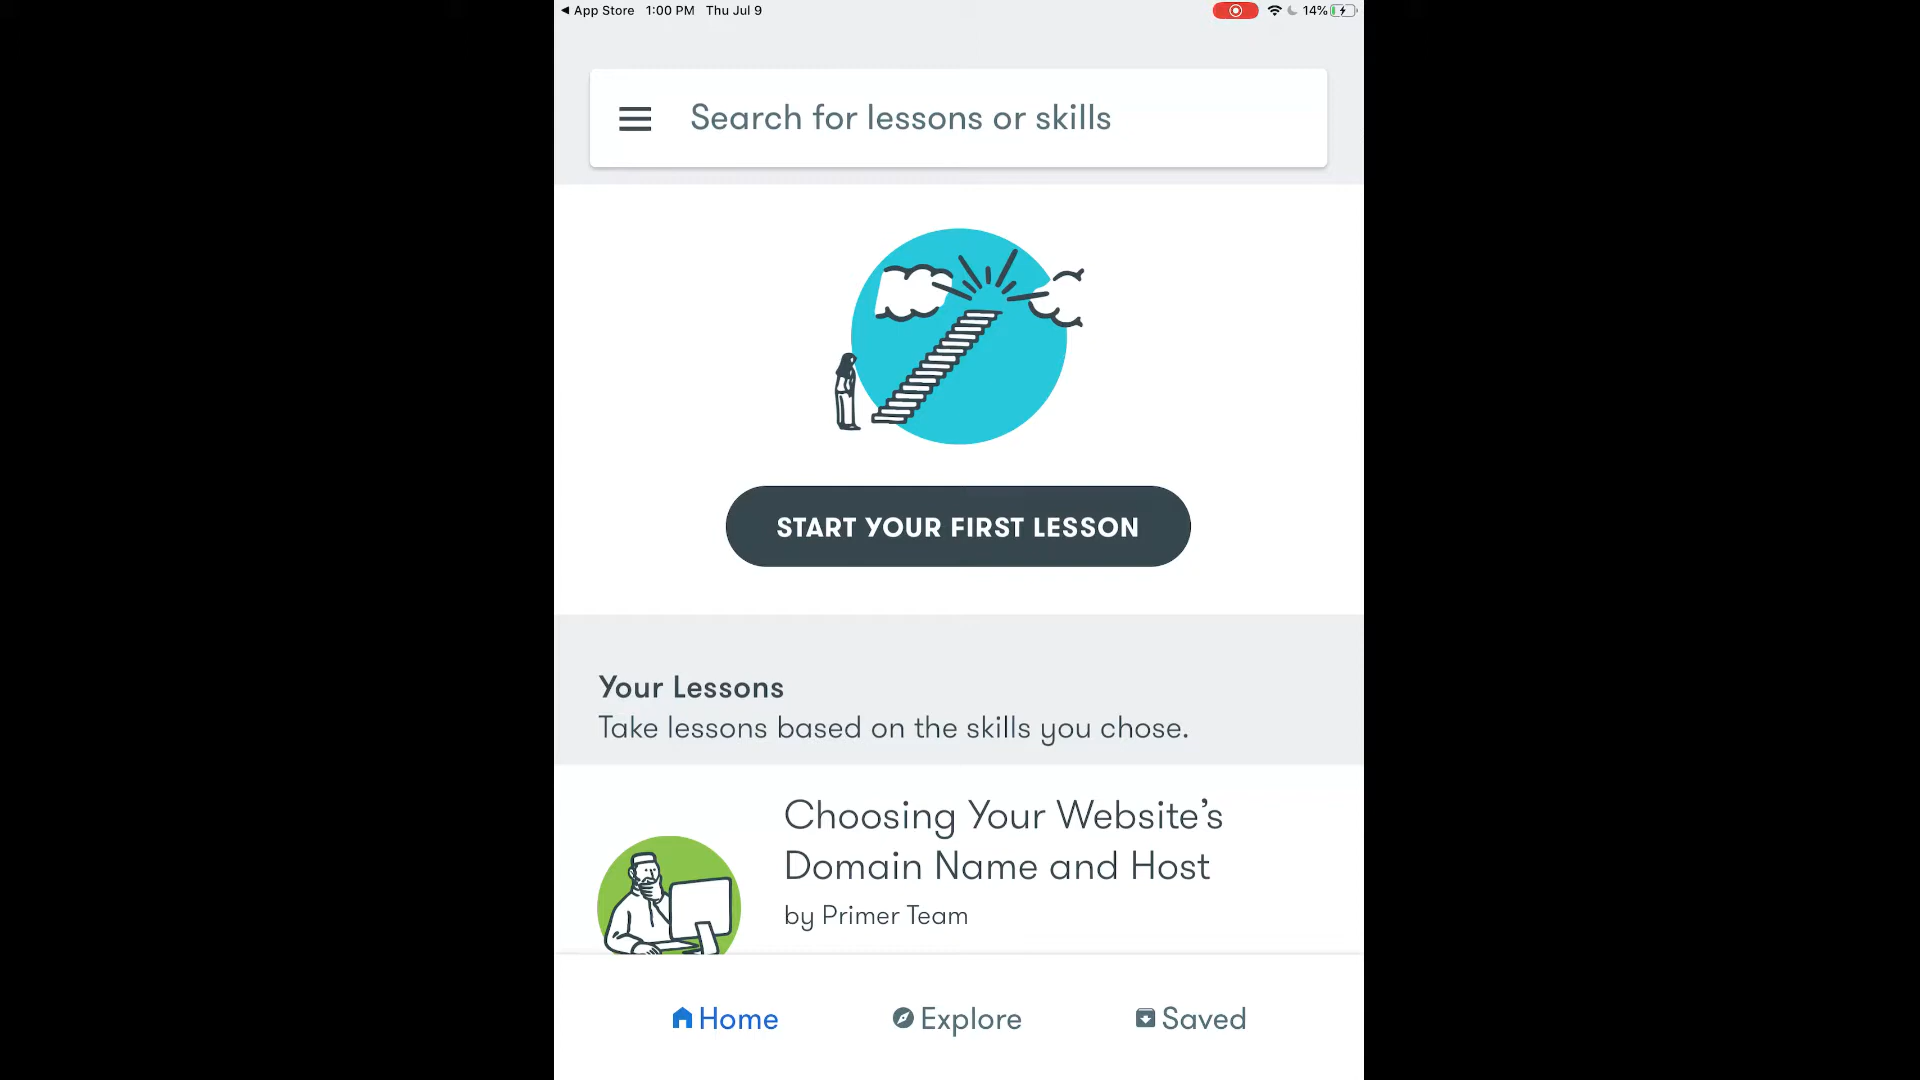 ◀ App Store 1:00 PM Thu Jul 9 14%
Search for lessons or skills
START YOUR FIRST LESSON
Your Lessons
Take lessons based on the skills you chose.
Choosing Your Website’s
Domain Name and Host
by Primer Team
Home Explore Saved